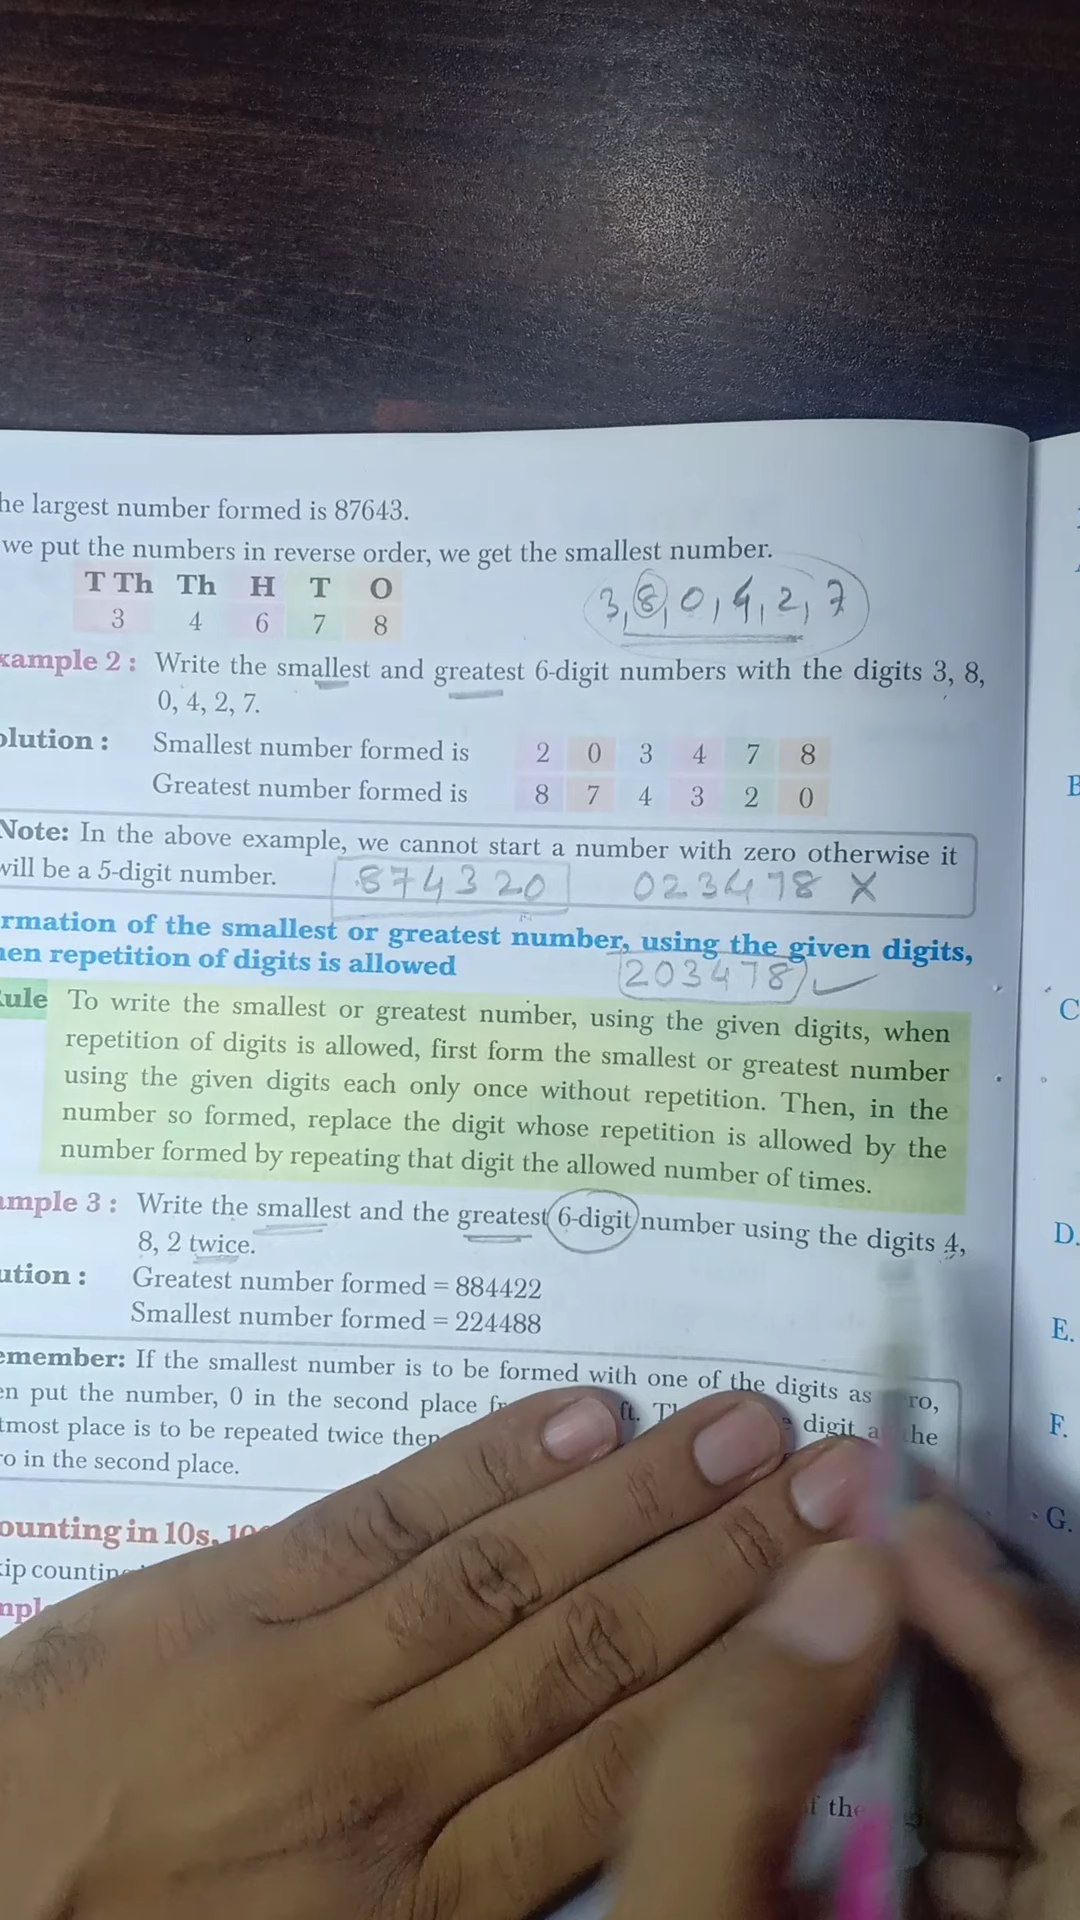 he largest number formed is 87643.
we put the numbers in reverse order, we get the smallest number.
T Th Th H T O
3 4 6 7 8
3, 8, 0, 4, 2, 7
xample 2 : Write the smallest and greatest 6-digit numbers with the digits 3, 8,
0, 4, 2, 7.
olution : Smallest number formed is 2 0 3 4 7 8
Greatest number formed is 8 7 4 3 2 0
Note: In the above example, we cannot start a number with zero otherwise it
will be a 5-digit number.
874320 023478 X
rmation of the smallest or greatest number, using the given digits,
hen repetition of digits is allowed
203478
Rule To write the smallest or greatest number, using the given digits, when
repetition of digits is allowed, first form the smallest or greatest number
using the given digits each only once without repetition. Then, in the
number so formed, replace the digit whose repetition is allowed by the
number formed by repeating that digit the allowed number of times.
ample 3 : Write the smallest and the greatest 6-digit number using the digits 4,
8, 2 twice.
ution : Greatest number formed = 884422
Smallest number formed = 224488
emember: If the smallest number is to be formed with one of the digits as ro,
en put the number, 0 in the second place ft. digit a he
tmost place is to be repeated twice then
o in the second place.
ounting in 10s, 10
kip counting
mpl
f the
B
C
D.
E.
F.
G.